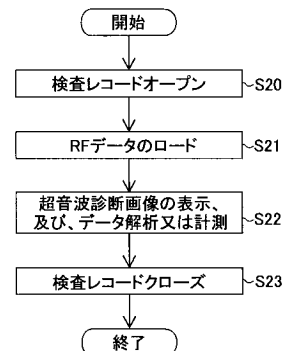 開始
検査レコードオープン
S20
RFデータのロード
S21
超音波診断画像の表示、
及び、データ解析又は計測
S22
検査レコードクローズ
S23
終了